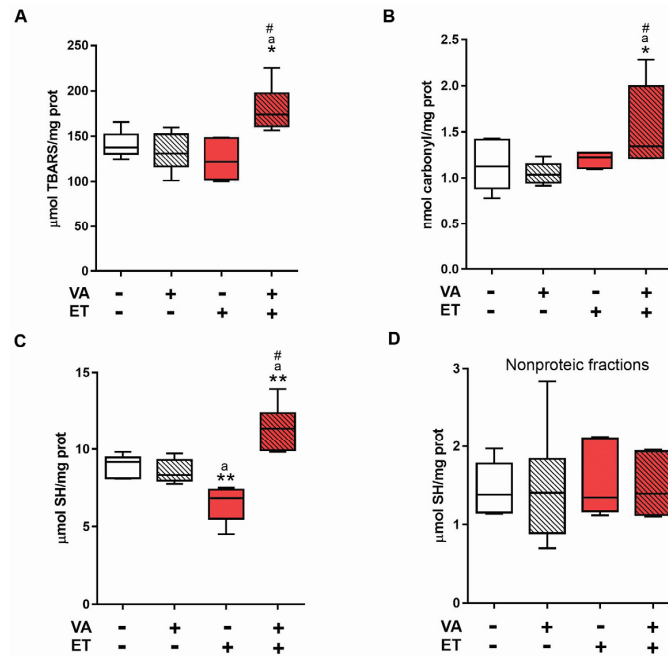 A
#
a
*
μmol TBARS/mg prot
250
200
150
100
50
0
VA - + - +
ET - - + +
B
#
a
*
nmol carbonyl/mg prot
2.5
2.0
1.5
1.0
0.5
0.0
VA - + - +
ET - - + +
C
#
a
**
a
**
μmol SH/mg prot
15
10
5
0
VA - + - +
ET - - + +
D
Nonproteic fractions
μmol SH/mg prot
3
2
1
0
VA - + - +
ET - - + +